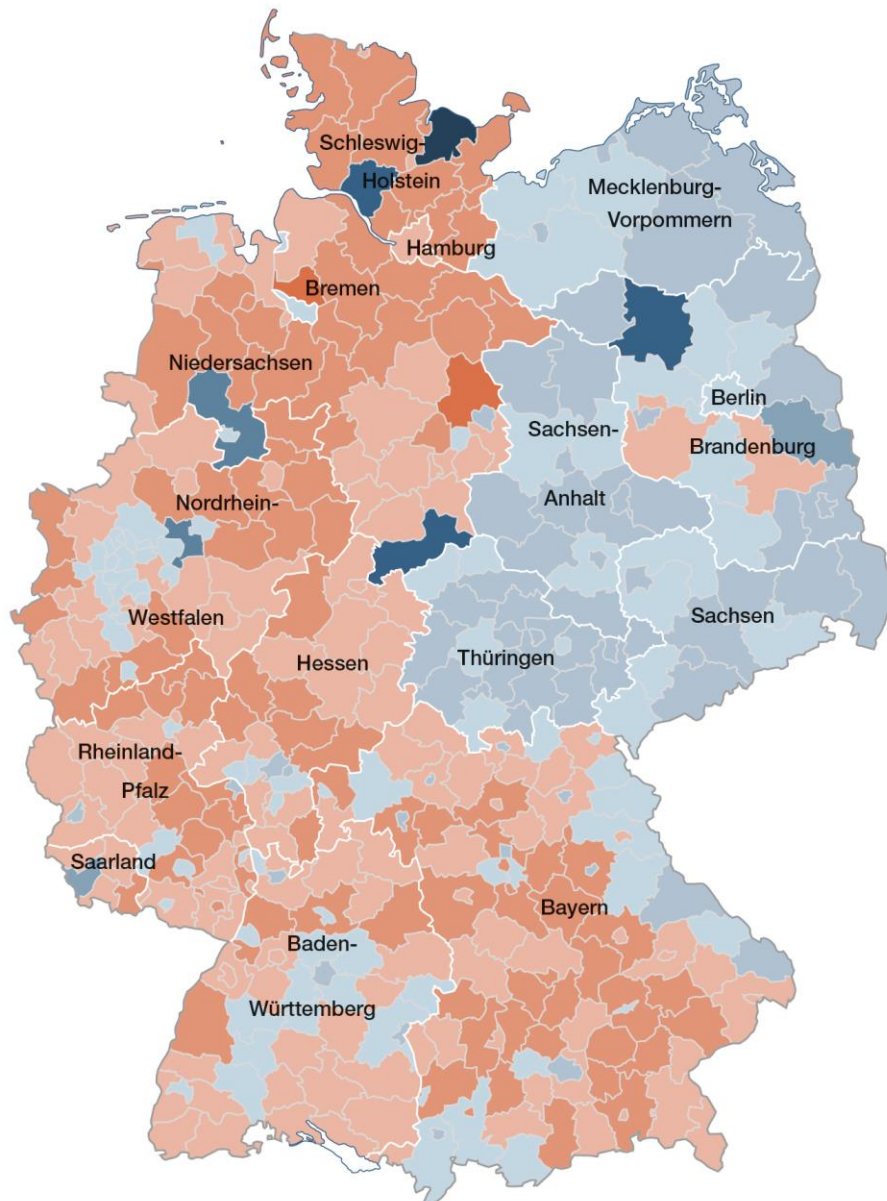 Schleswig-
Holstein
Mecklenburg-
Vorpommern
Hamburg
Bremen
Niedersachsen
Berlin
Brandenburg
Sachsen-
Anhalt
Nordrhein-
Westfalen
Sachsen
Hessen
Thüringen
Rheinland-
Pfalz
Saarland
Bayern
Baden-
Württemberg